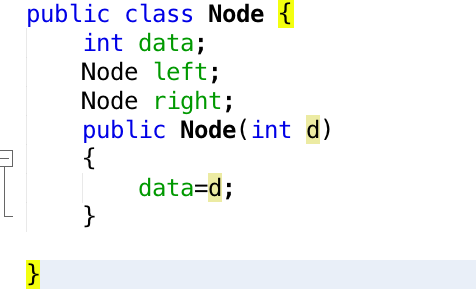 public class Node {
    int data;
    Node left;
    Node right;
    public Node(int d)
    {
        data=d;
    }

}